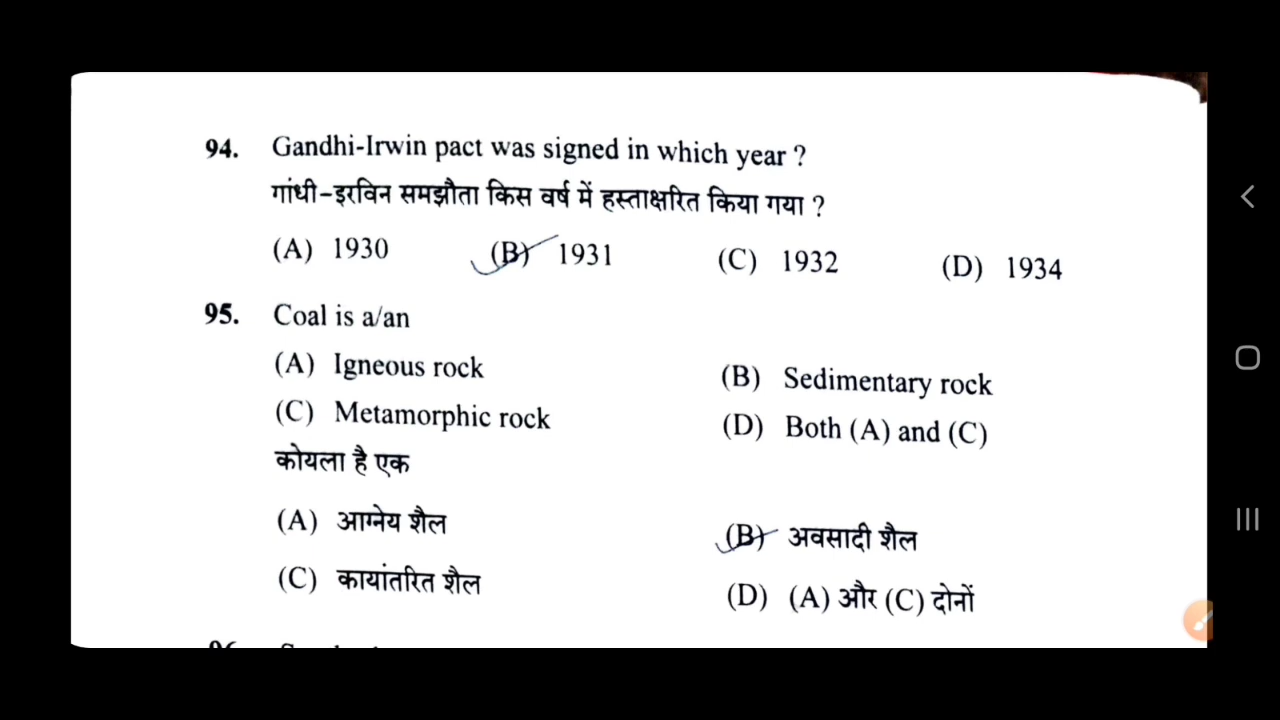 94. Gandhi-Irwin pact was signed in which year ?
गांधी-इरविन समझौता किस वर्ष में हस्ताक्षरित किया गया ?
(A) 1930 (B) 1931 (C) 1932 (D) 1934
95. Coal is a/an
(A) Igneous rock (B) Sedimentary rock
(C) Metamorphic rock (D) Both (A) and (C)
कोयला है एक
(A) आग्नेय शैल (B) अवसादी शैल
(C) कायांतरित शैल (D) (A) और (C) दोनों